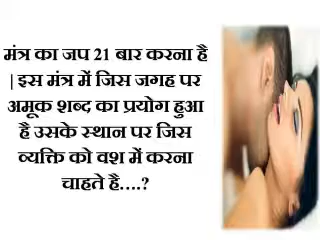 मंत्र का जप 21 बार करना है
| इस मंत्र में जिस जगह पर
अमूक शब्द का प्रयोग हुआ
है उसके स्थान पर जिस
व्यक्ति को वश में करना
चाहते है....?